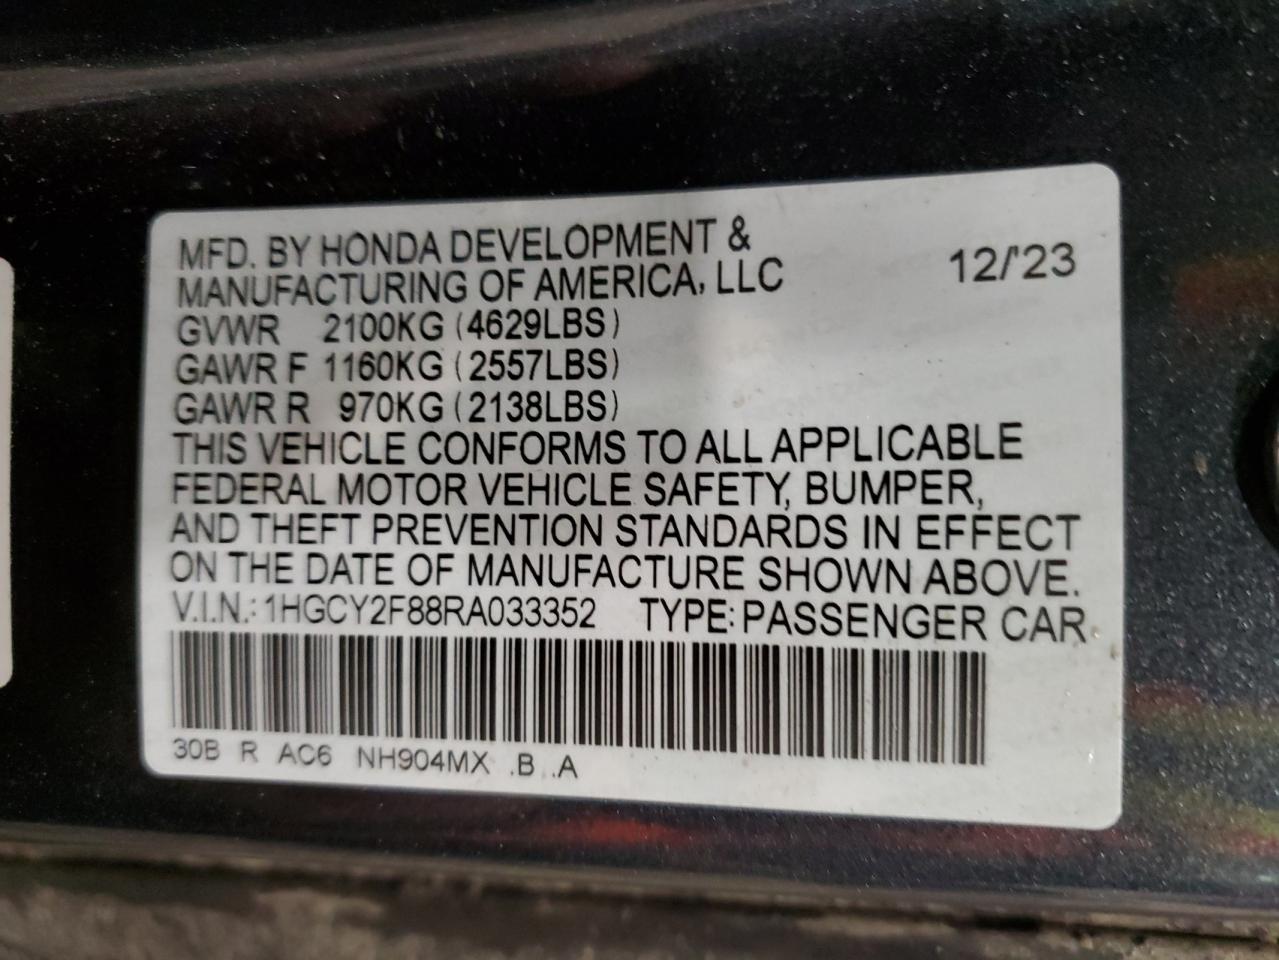 MFD. BY HONDA DEVELOPMENT &
MANUFACTURING OF AMERICA, LLC 12/'23
GVWR 2100KG (4629LBS)
GAWR F 1160KG (2557LBS)
GAWR R 970KG (2138LBS)
THIS VEHICLE CONFORMS TO ALL APPLICABLE
FEDERAL MOTOR VEHICLE SAFETY, BUMPER,
AND THEFT PREVENTION STANDARDS IN EFFECT
ON THE DATE OF MANUFACTURE SHOWN ABOVE.
V.I.N.: 1HGCY2F88RA033352 TYPE: PASSENGER CAR
30B R AC6 NH904MX .B ..A